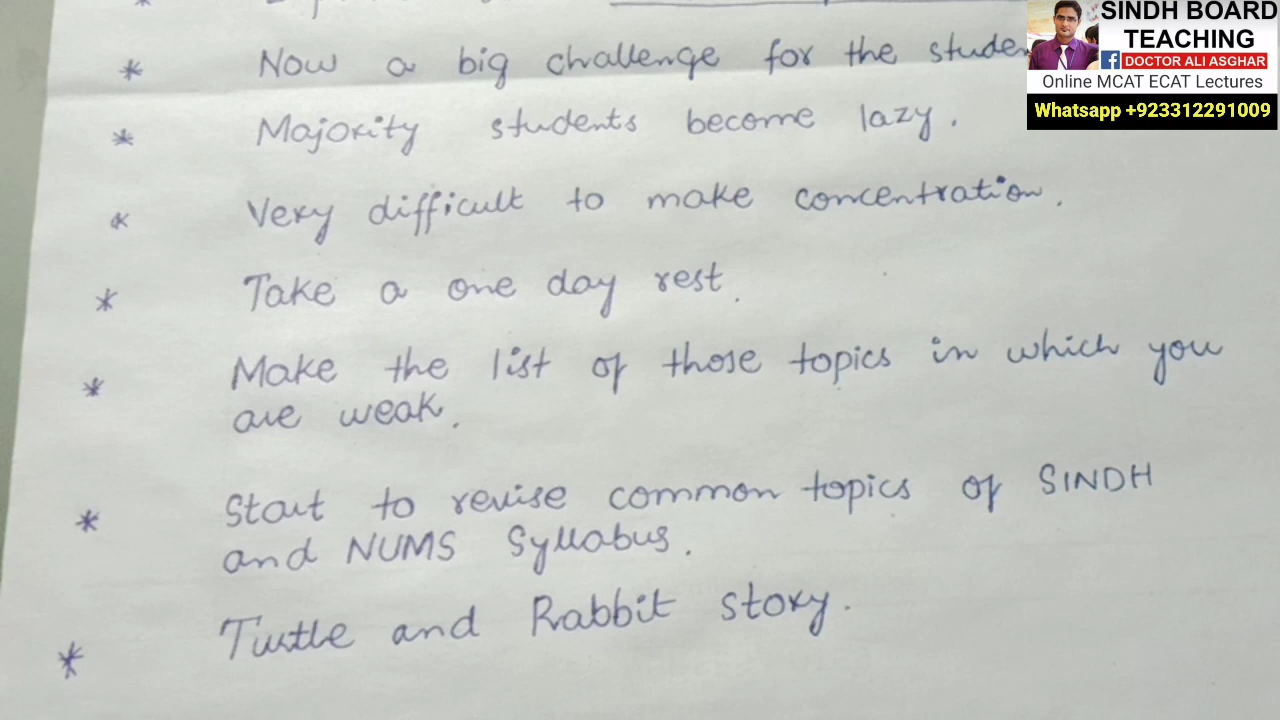 * Now a big challenge for the
* Majority students become lazy.
* Very difficult to make concentration.
* Take a one day rest.
* Make the list of those topics in which you
are weak.
* Start to revise common topics of SINDH
and NUMS Syllabus.
* Turtle and Rabbit story.
SINDH BOARD
TEACHING
DOCTOR ALI ASGHAR
Online MCAT ECAT Lectures
Whatsapp +923312291009